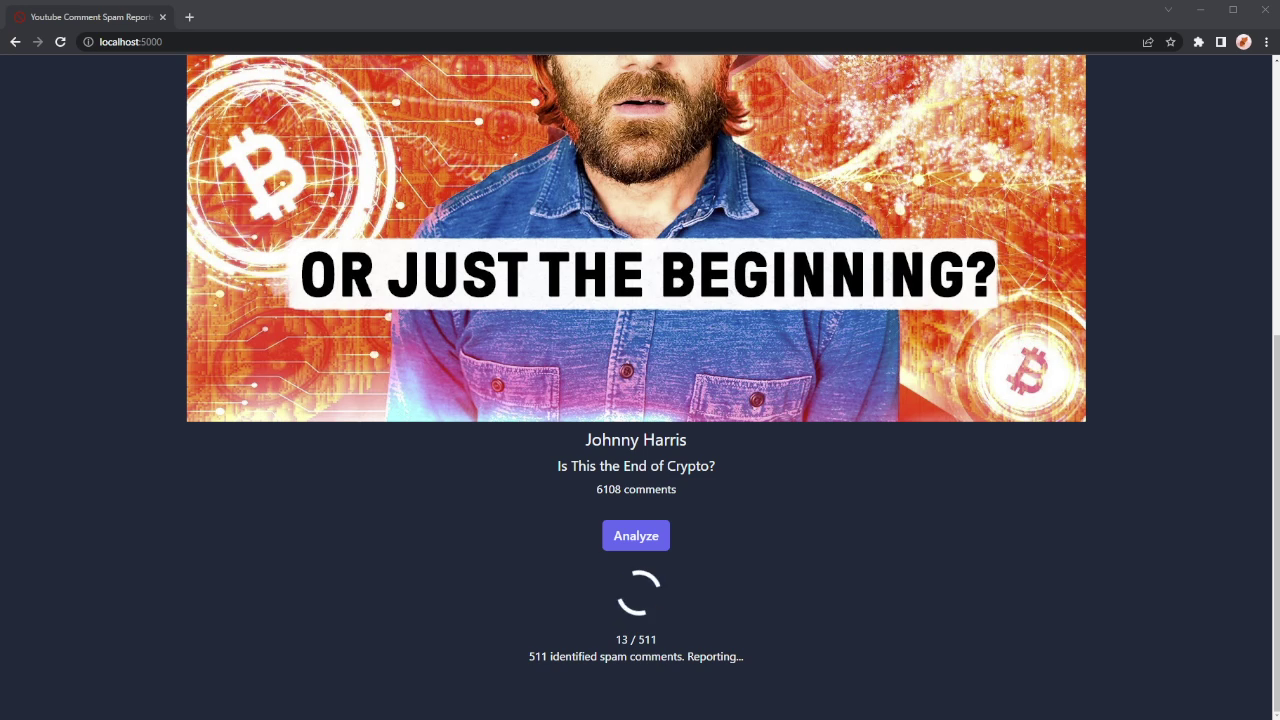 Youtube Comment Spam Report
localhost:5000
OR JUST THE BEGINNING?
Johnny Harris
Is This the End of Crypto?
6108 comments
Analyze
13 / 511
511 identified spam comments. Reporting...